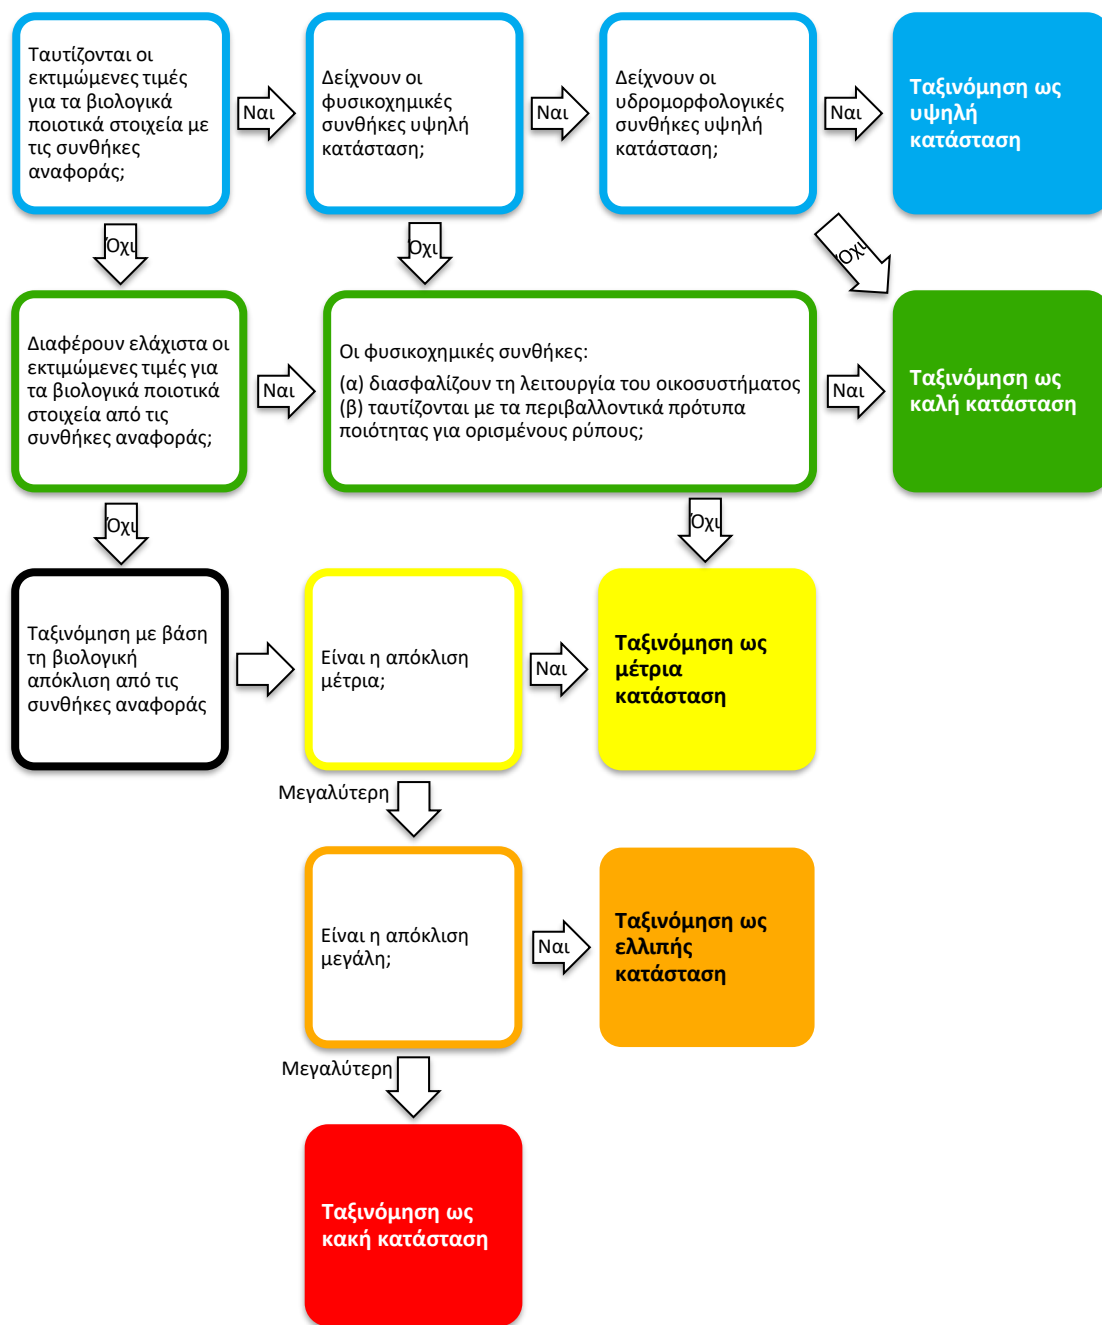 Ταυτίζονται οι
εκτιμώμενες τιμές
για τα βιολογικά
ποιοτικά στοιχεία με
τις συνθήκες
αναφοράς;
Ναι
Δείχνουν οι
φυσικοχημικές
συνθήκες υψηλή
κατάσταση;
Ναι
Δείχνουν οι
υδρομορφολογικές
συνθήκες υψηλή
κατάσταση;
Ναι
Ταξινόμηση ως
υψηλή
κατάσταση
Όχι
Όχι
Όχι
Διαφέρουν ελάχιστα οι
εκτιμώμενες τιμές για
τα βιολογικά ποιοτικά
στοιχεία από τις
συνθήκες αναφοράς;
Ναι
Οι φυσικοχημικές συνθήκες:
(α) διασφαλίζουν τη λειτουργία του οικοσυστήματος
(β) ταυτίζονται με τα περιβαλλοντικά πρότυπα
ποιότητας για ορισμένους ρύπους;
Ναι
Ταξινόμηση ως
καλή κατάσταση
Όχι
Όχι
Ταξινόμηση με βάση
τη βιολογική
απόκλιση από τις
συνθήκες αναφοράς
Είναι η απόκλιση
μέτρια;
Ναι
Ταξινόμηση ως
μέτρια
κατάσταση
Μεγαλύτερη
Είναι η απόκλιση
μεγάλη;
Ναι
Ταξινόμηση ως
ελλιπής
κατάσταση
Μεγαλύτερη
Ταξινόμηση ως
κακή κατάσταση